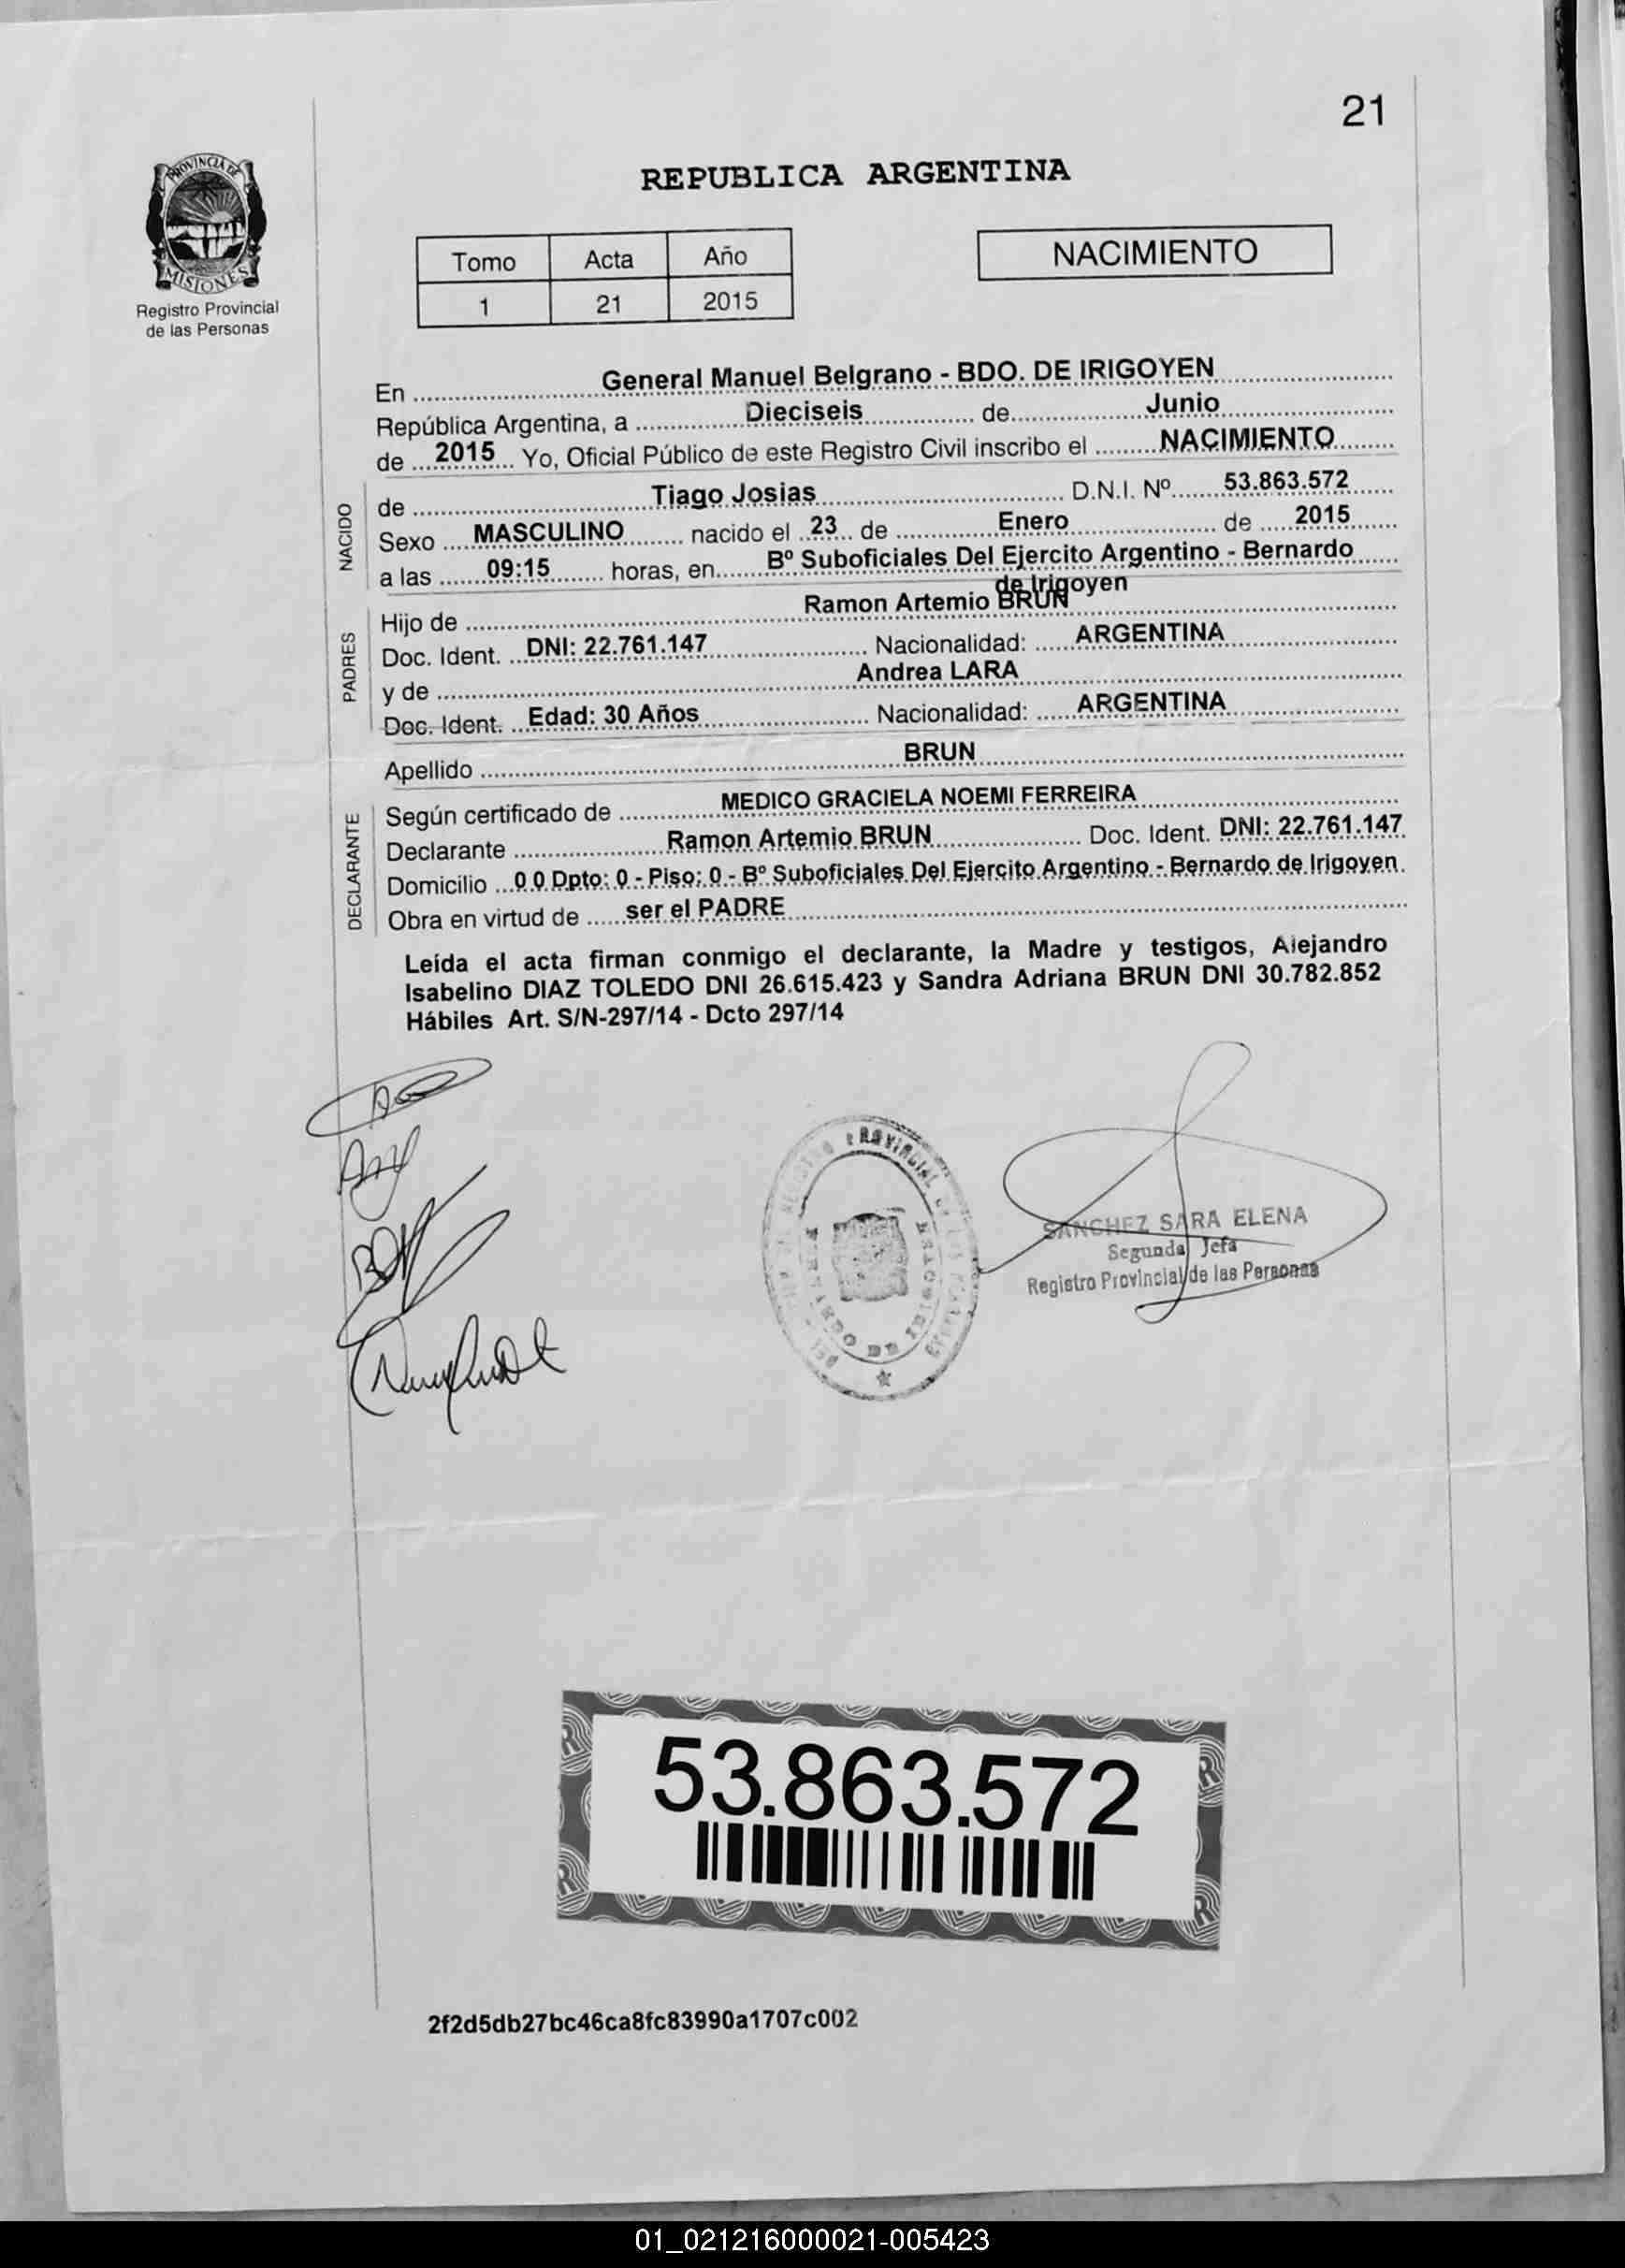 21
PROVINCIA DE
MISIONES
Registro Provincial
de las Personas
REPUBLICA ARGENTINA
Tomo Acta Año
1 21 2015
NACIMIENTO
En General Manuel Belgrano - BDO. DE IRIGOYEN
República Argentina, a Dieciseis de Junio
de 2015 Yo, Oficial Público de este Registro Civil inscribo el NACIMIENTO
NACIDO
de Tiago Josias D.N.I. Nº 53.863.572
Sexo MASCULINO nacido el 23 de Enero de 2015
a las 09:15 horas, en Bº Suboficiales Del Ejercito Argentino - Bernardo
de Irigoyen
PADRES
Hijo de Ramon Artemio BRUN
Doc. Ident. DNI: 22.761.147 Nacionalidad: ARGENTINA
y de Andrea LARA
Doc. Ident. Edad: 30 Años Nacionalidad: ARGENTINA
Apellido BRUN
DECLARANTE
Según certificado de MEDICO GRACIELA NOEMI FERREIRA
Declarante Ramon Artemio BRUN Doc. Ident. DNI: 22.761.147
Domicilio 0 0 Dpto: 0 - Piso: 0 - Bº Suboficiales Del Ejercito Argentino - Bernardo de Irigoyen
Obra en virtud de ser el PADRE
Leída el acta firman conmigo el declarante, la Madre y testigos, Alejandro
Isabelino DIAZ TOLEDO DNI 26.615.423 y Sandra Adriana BRUN DNI 30.782.852
Hábiles Art. S/N-297/14 - Dcto 297/14
REGISTRO PROVINCIAL DE LAS PERSONAS
BERNARDO DE IRIGOYEN
SANCHEZ SARA ELENA
Segunda Jefa
Registro Provincial de las Personas
53.863.572
2f2d5db27bc46ca8fc83990a1707c002
01_021216000021-005423